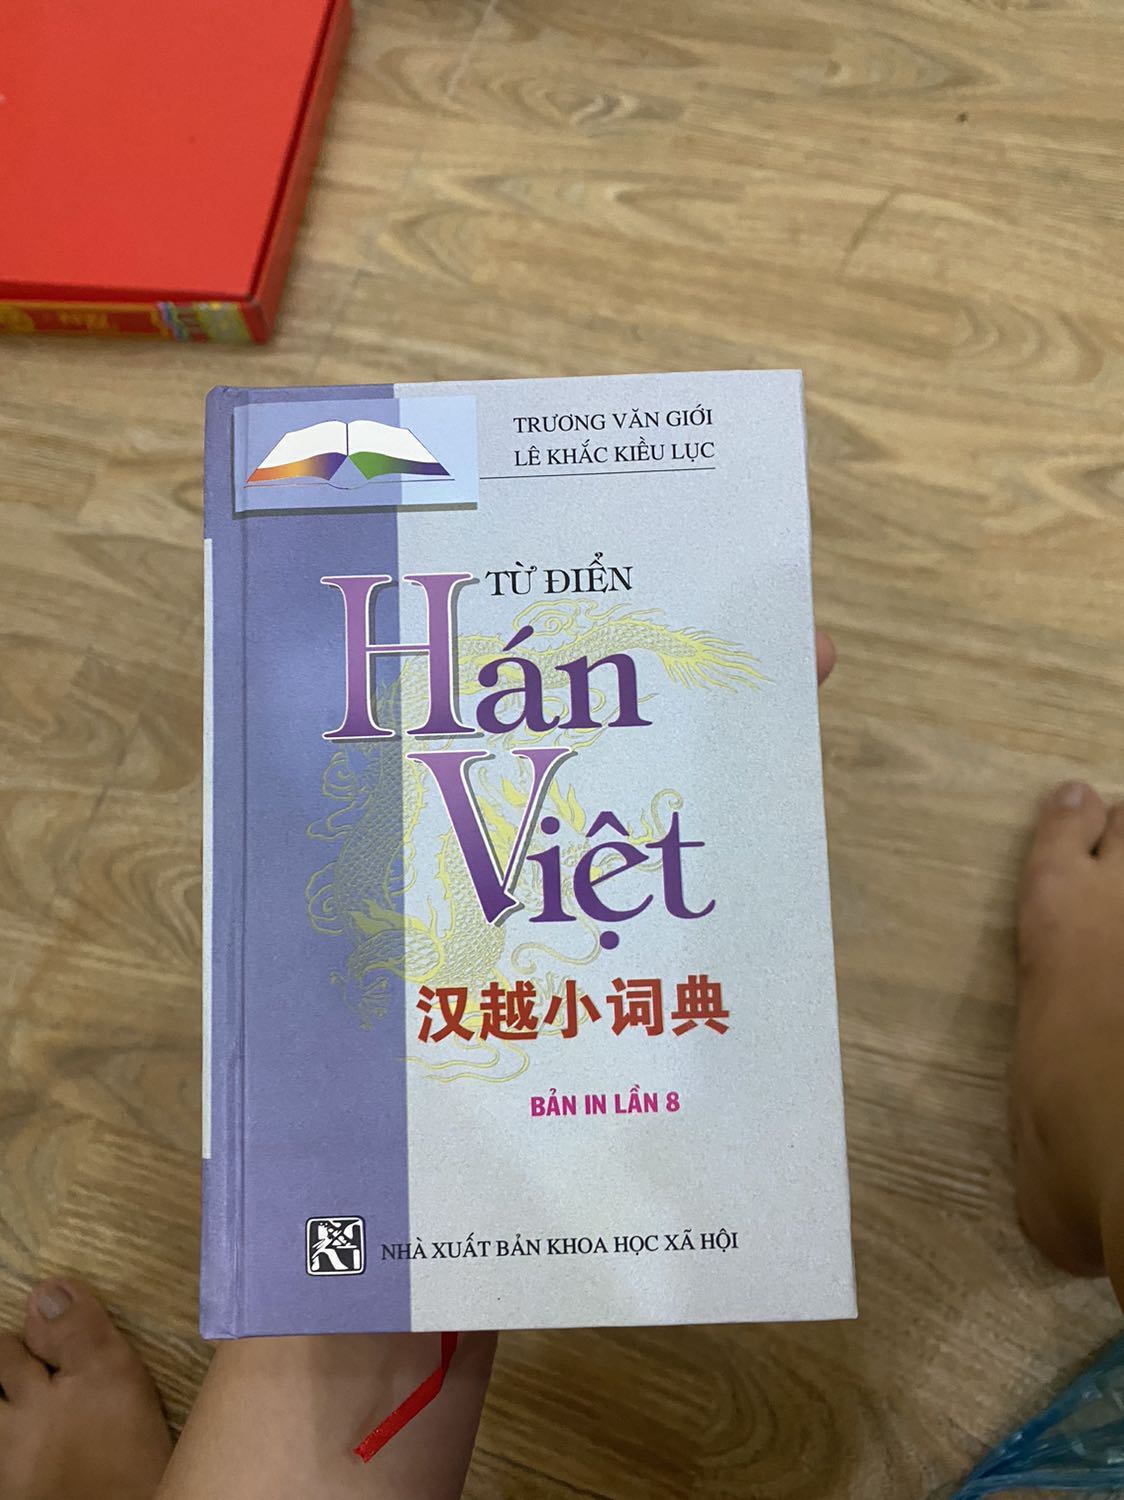 TRƯƠNG VĂN GIỚI
LÊ KHẮC KIỀU LỤC
TỪ ĐIỂN
Hán
Việt
汉越小词典
BẢN IN LẦN 8
NHÀ XUẤT BẢN KHOA HỌC XÃ HỘI